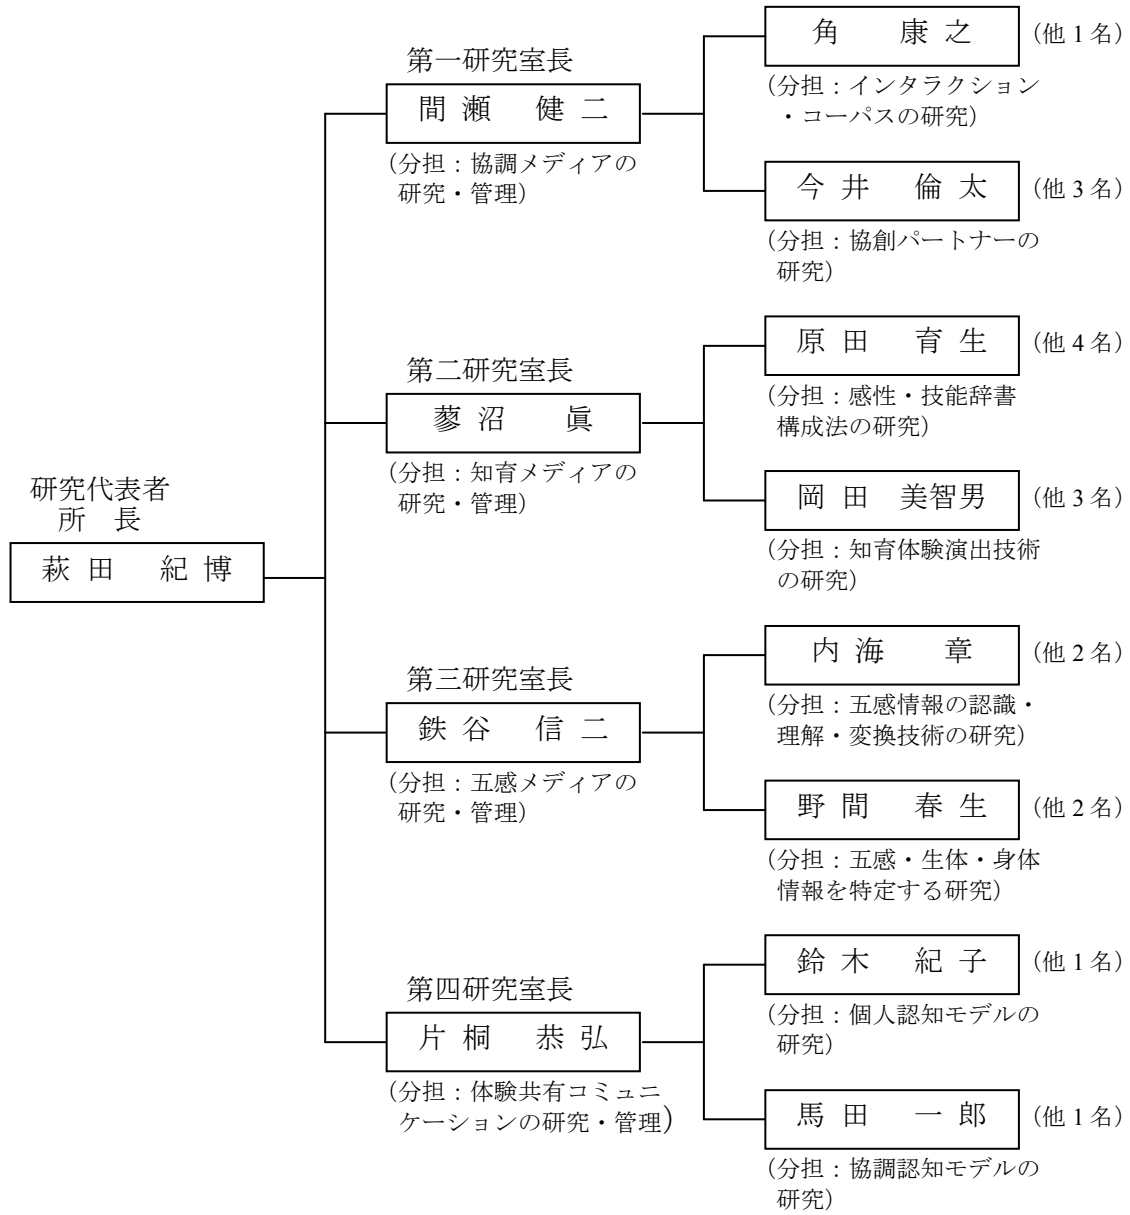 研究代表者
所 長
萩 田 紀 博
第一研究室長
間 瀬 健 二
(分担：協調メディアの
研究・管理)
角 康 之 (他 1 名)
(分担：インタラクション
・コーパスの研究)
今 井 倫 太 (他 3 名)
(分担：協創パートナーの
研究)
第二研究室長
蓼 沼 眞
(分担：知育メディアの
研究・管理)
原 田 育 生 (他 4 名)
(分担：感性・技能辞書
構成法の研究)
岡 田 美智男 (他 3 名)
(分担：知育体験演出技術
の研究)
第三研究室長
鉄 谷 信 二
(分担：五感メディアの
研究・管理)
内 海 章 (他 2 名)
(分担：五感情報の認識・
理解・変換技術の研究)
野 間 春 生 (他 2 名)
(分担：五感・生体・身体
情報を特定する研究)
第四研究室長
片 桐 恭 弘
(分担：体験共有コミュニ
ケーションの研究・管理)
鈴 木 紀 子 (他 1 名)
(分担：個人認知モデルの
研究)
馬 田 一 郎 (他 1 名)
(分担：協調認知モデルの
研究)